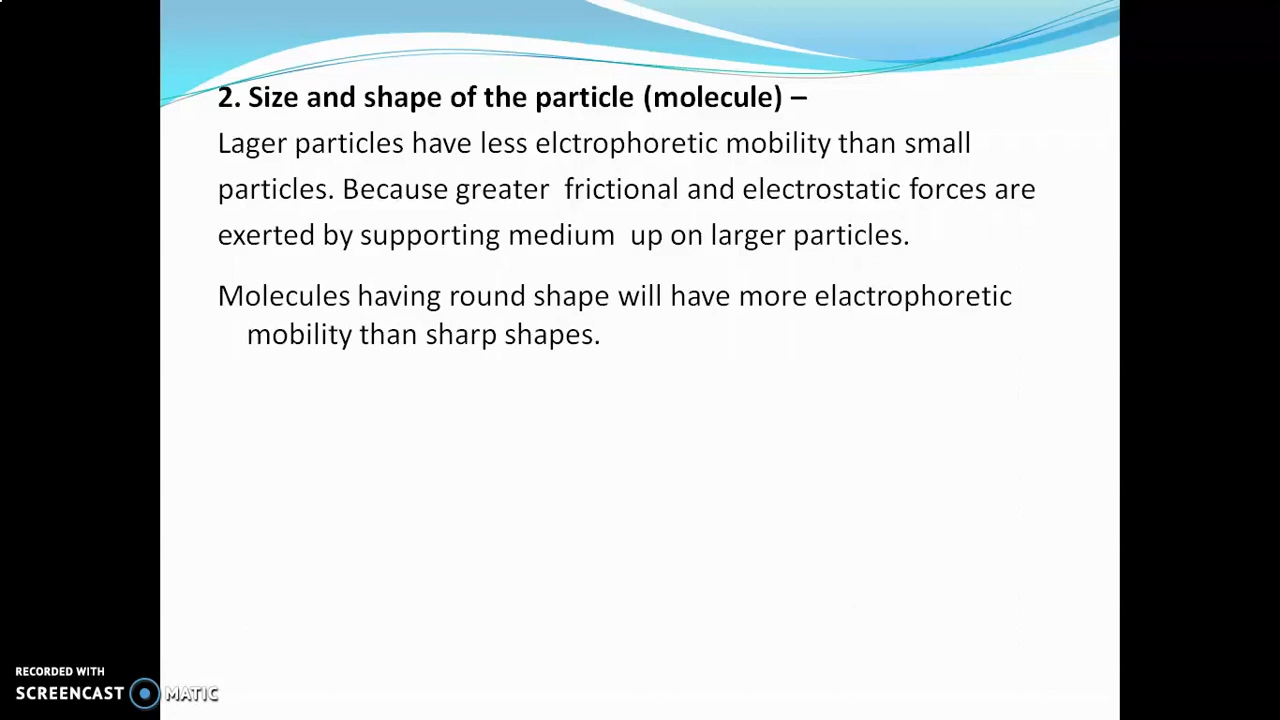 2. Size and shape of the particle (molecule) –
Lager particles have less elctrophoretic mobility than small
particles. Because greater  frictional and electrostatic forces are
exerted by supporting medium  up on larger particles.
Molecules having round shape will have more elactrophoretic
mobility than sharp shapes.
RECORDED WITH
SCREENCAST MATIC